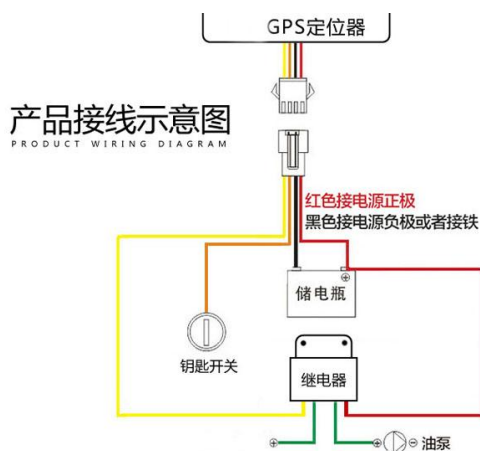 GPS定位器
产品接线示意图
PRODUCT WIRING DIAGRAM
红色接电源正极
黑色接电源负极或者接铁
储电瓶
钥匙开关
继电器
油泵